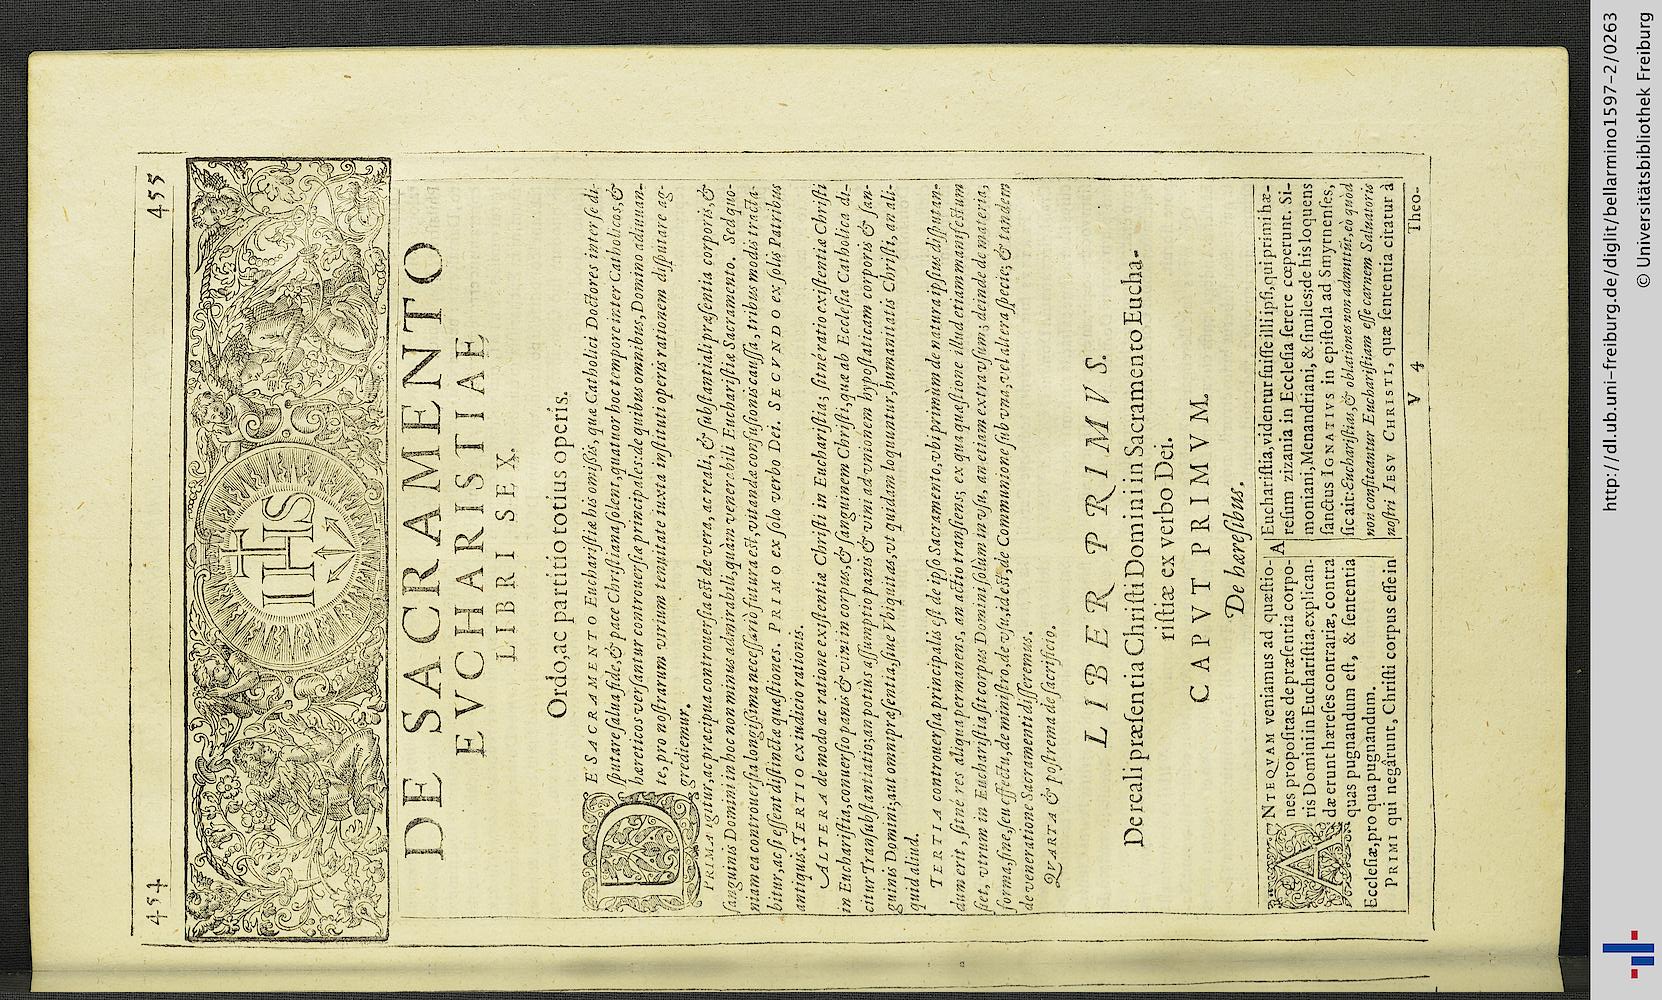 454
455
IHS
DE SACRAMENTO
EVCHARISTIAE
LIBRI SEX.
Ordo, ac partitio totius operis.
DE SACRAMENTO Euchariſtiæ his omiſſis, quæ Catholici Doctores inter ſe di-
ſputare ſalua fide, & pace Chriſtiana ſolent, quatuor hoc tempore inter Catholicos, &
hæreticos verſantur controuerſiæ principales: de quibus omnibus, Domino adiuuan-
te, pro noſtrarum virium tenuitate iuxta inſtituti operis rationem diſputare ag-
grediemur.
PRIMA igitur, ac præcipua controuerſia eſt de vera, ac reali, & ſubſtantiali præſentia corporis, &
ſanguinis Domini in hoc non minus admirabili, quàm venerabili Euchariſtiæ Sacramento. Sed quo-
niam ea controuerſia longiſſima neceſſariò futura eſt, vitandæ confuſionis cauſſa, tribus modis tracta-
bitur, ac ſi eſſent diſtinctæ quæſtiones. PRIMO ex ſolo verbo Dei. SECVNDO ex ſolis Patribus
antiquis. TERTIO ex iudicio rationis.
ALTERA de modo ac ratione exiſtentiæ Chriſti in Euchariſtia; ſitné ratio exiſtentiæ Chriſti
in Euchariſtia, conuerſio panis & vini in corpus, & ſanguinem Chriſti, quæ ab Eccleſia Catholica di-
citur Tranſubſtantiatio; an potius aſſumptio panis & vini ad vnionem hypoſtaticam corporis & ſan-
guinis Domini; aut omnipræſentia, ſiue Vbiquitas, vt quidam loquuntur, humanitatis Chriſti, an ali-
quid aliud.
TERTIA controuerſia principalis eſt de ipſo Sacramento, vbi primùm de natura ipſius diſputan-
dum erit, ſitné res aliqua permanens, an actio tranſiens; ex qua quæſtione illud etiam manifeſtum
fiet, vtrum in Euchariſtia ſit corpus Domini ſolum in vſu, an etiam extra vſum; deinde de materia,
forma, fine, ſeu effectu, de miniſtro, de vſu, id eſt, de Communione ſub vna, vel altera ſpecie; & tandem
de veneratione Sacramenti diſſeremus.
QVARTA & poſtrema de ſacrificio.
LIBER PRIMVS.
De reali præſentia Chriſti Domini in Sacramento Eucha-
riſtiæ ex verbo Dei.
CAPVT PRIMVM.
De hæreſibus.
ANTEQVAM veniamus ad quæſtio-
nes propoſitas de præſentia corpo-
ris Domini in Euchariſtia, explican-
dæ erunt hæreſes contrariæ, contra
quas pugnandum eſt, & ſententia
Eccleſiæ, pro qua pugnandum.
PRIMI qui negârunt, Chriſti corpus eſſe in
A
Euchariſtia, videntur fuiſſe illi ipſi, qui primi hæ-
reſum zizania in Eccleſia ſerere cœperunt. Si-
moniani, Menandriani, & ſimiles: de his loquens
ſanctus IGNATIVS in epiſtola ad Smyrnenſes,
ſic ait: Euchariſtias, & oblationes non admittũt, eò quòd
non confiteantur Euchariſtiam eſſe carnem Saluatoris
noſtri IESV CHRISTI, quæ ſententia citatur à
V 4
Theo-
http://dl.ub.uni-freiburg.de/diglit/bellarmino1597-2/0263
© Universitätsbibliothek Freiburg